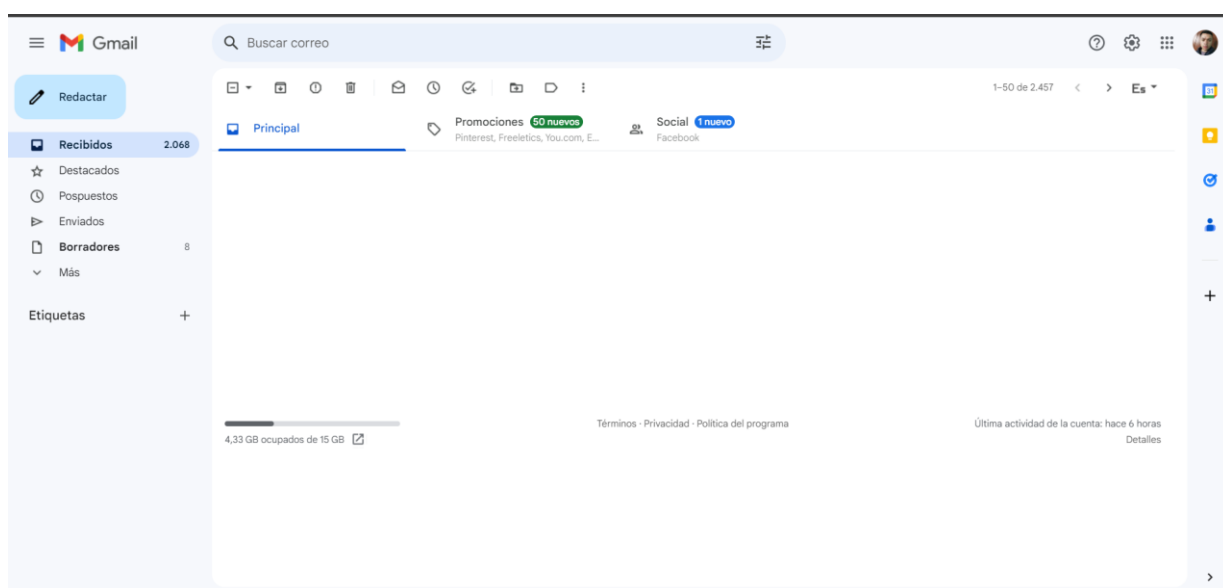 Gmail
Buscar correo
Redactar
1–50 de 2.457
Es
Principal
Promociones 50 nuevos
Pinterest, Freeletics, You.com, E...
Social 1 nuevo
Facebook
Recibidos 2.068
Destacados
Pospuestos
Enviados
Borradores 8
Más
Etiquetas
4,33 GB ocupados de 15 GB
Términos · Privacidad · Política del programa
Última actividad de la cuenta: hace 6 horas
Detalles
31